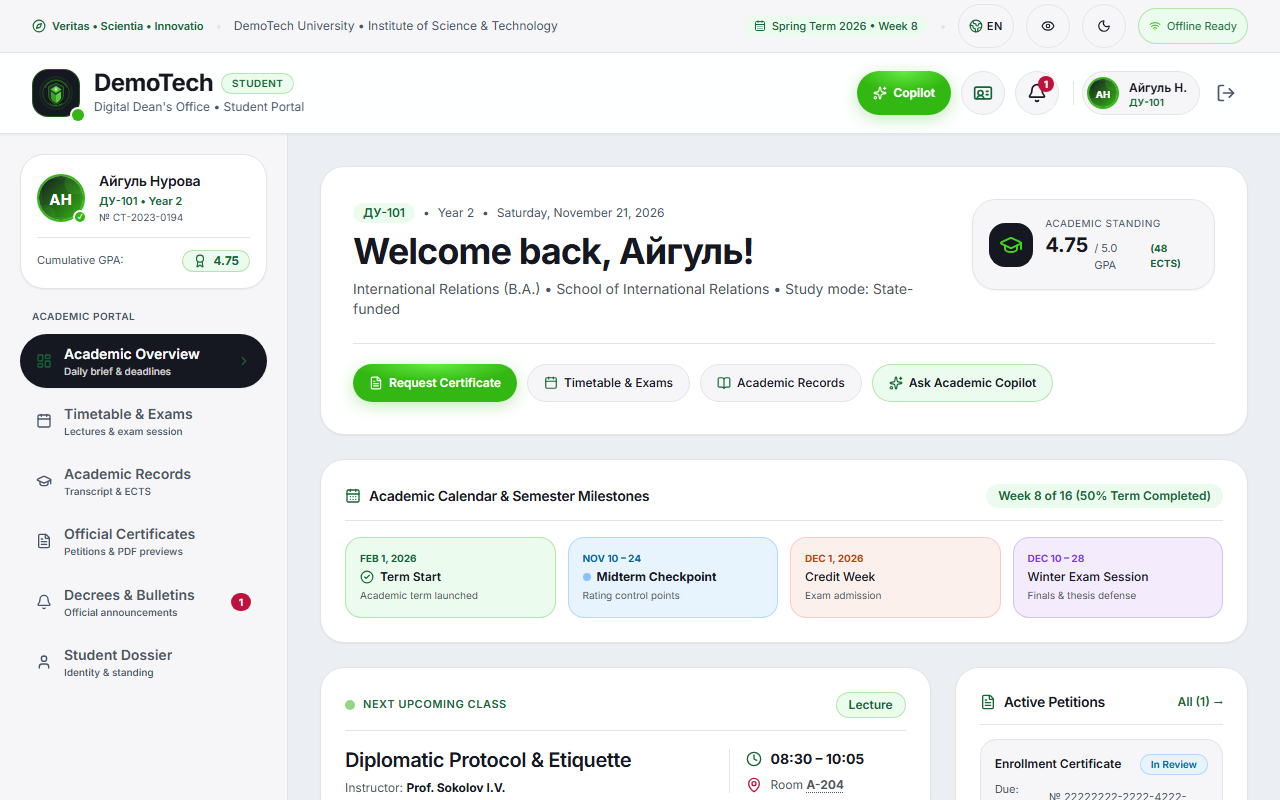 Veritas • Scientia • Innovatio • DemoTech University • Institute of Science & Technology
Spring Term 2026 • Week 8 • EN Offline Ready
DemoTech STUDENT
Digital Dean's Office • Student Portal
Copilot 1 АН Айгуль Н.
ДУ-101
АН Айгуль Нурова
ДУ-101 • Year 2
№ СТ-2023-0194
Cumulative GPA: 4.75
ACADEMIC PORTAL
Academic Overview
Daily brief & deadlines
Timetable & Exams
Lectures & exam session
Academic Records
Transcript & ECTS
Official Certificates
Petitions & PDF previews
Decrees & Bulletins 1
Official announcements
Student Dossier
Identity & standing
ДУ-101 • Year 2 • Saturday, November 21, 2026
Welcome back, Айгуль!
International Relations (B.A.) • School of International Relations • Study mode: State-
funded
ACADEMIC STANDING
4.75 / 5.0 GPA (48 ECTS)
Request Certificate Timetable & Exams Academic Records Ask Academic Copilot
Academic Calendar & Semester Milestones Week 8 of 16 (50% Term Completed)
FEB 1, 2026
Term Start
Academic term launched
NOV 10 – 24
Midterm Checkpoint
Rating control points
DEC 1, 2026
Credit Week
Exam admission
DEC 10 – 28
Winter Exam Session
Finals & thesis defense
NEXT UPCOMING CLASS Lecture
Diplomatic Protocol & Etiquette
Instructor: Prof. Sokolov I.V.
08:30 – 10:05
Room A-204
Active Petitions All (1) →
Enrollment Certificate In Review
Due: № 22222222-2222-4222-